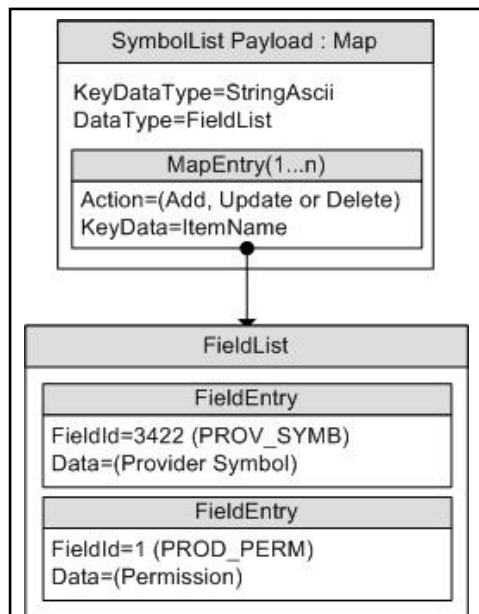 SymbolList Payload : Map
KeyDataType=StringAscii
DataType=FieldList
MapEntry(1...n)
Action=(Add, Update or Delete)
KeyData=ItemName
FieldList
FieldEntry
FieldId=3422 (PROV_SYMB)
Data=(Provider Symbol)
FieldEntry
FieldId=1 (PROD_PERM)
Data=(Permission)